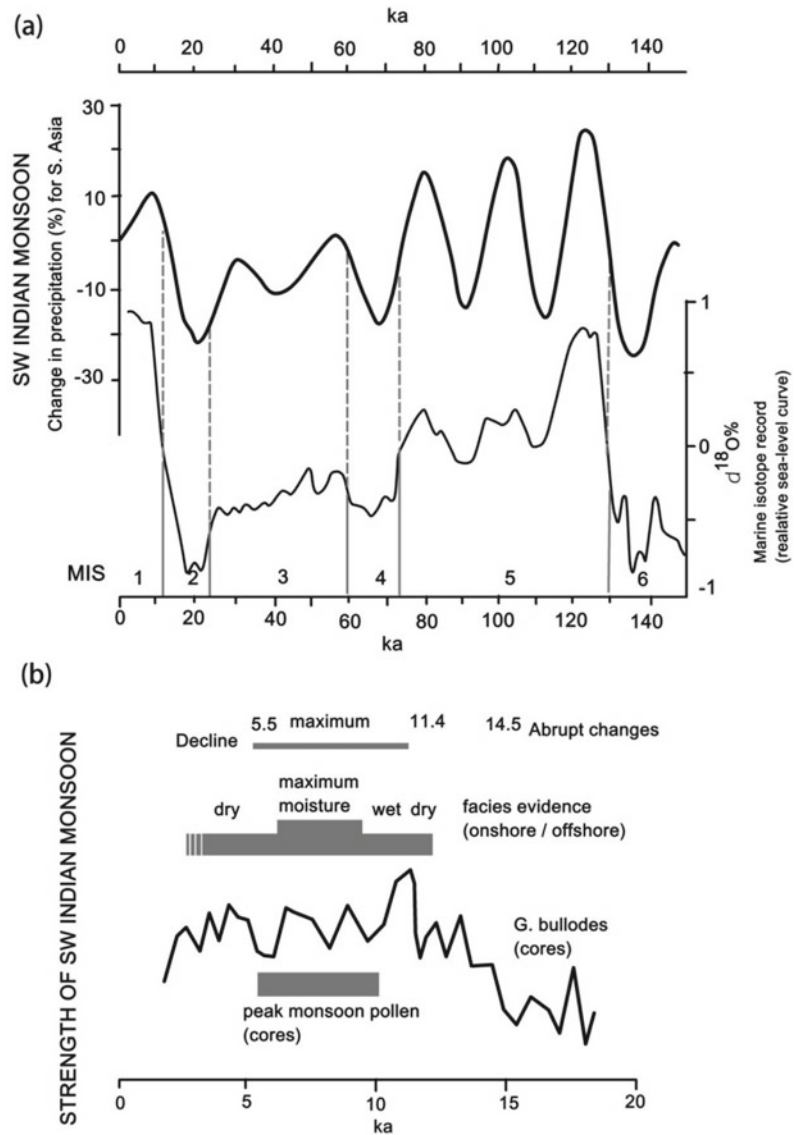 (a)
ka
0 20 40 60 80 100 120 140
SW INDIAN MONSOON
Change in precipitation (%) for S. Asia
30
10
-10
-30
1
0
-1
d18O%
Marine isotope record
(realative sea-level curve)
MIS 1 2 3 4 5 6
0 20 40 60 80 100 120 140
ka
(b)
STRENGTH OF SW INDIAN MONSOON
Decline 5.5 maximum 11.4 14.5 Abrupt changes
maximum
moisture
dry wet dry facies evidence
(onshore / offshore)
G. bullodes
(cores)
peak monsoon pollen
(cores)
0 5 10 15 20
ka